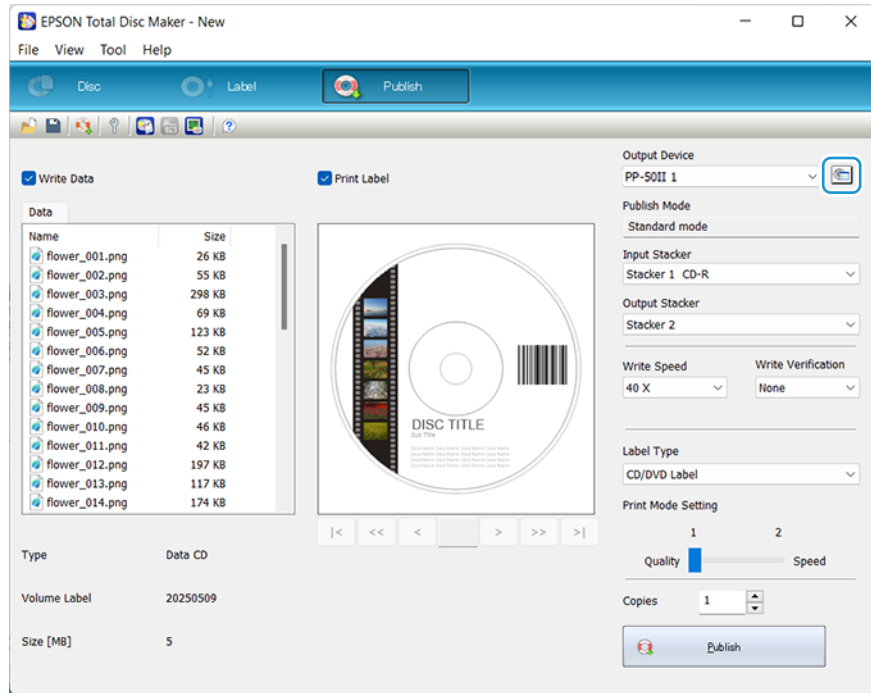 EPSON Total Disc Maker - New
File View Tool Help
Disc Label Publish
Write Data
Data
Name Size
flower_001.png 26 KB
flower_002.png 55 KB
flower_003.png 298 KB
flower_004.png 69 KB
flower_005.png 123 KB
flower_006.png 52 KB
flower_007.png 45 KB
flower_008.png 23 KB
flower_009.png 45 KB
flower_010.png 46 KB
flower_011.png 42 KB
flower_012.png 197 KB
flower_013.png 117 KB
flower_014.png 174 KB
Type Data CD
Volume Label 20250509
Size [MB] 5
Print Label
DISC TITLE
Sub Title
|< << < > >> >|
Output Device
PP-50II 1
Publish Mode
Standard mode
Input Stacker
Stacker 1 CD-R
Output Stacker
Stacker 2
Write Speed Write Verification
40 X None
Label Type
CD/DVD Label
Print Mode Setting
1 2
Quality Speed
Copies 1
Publish